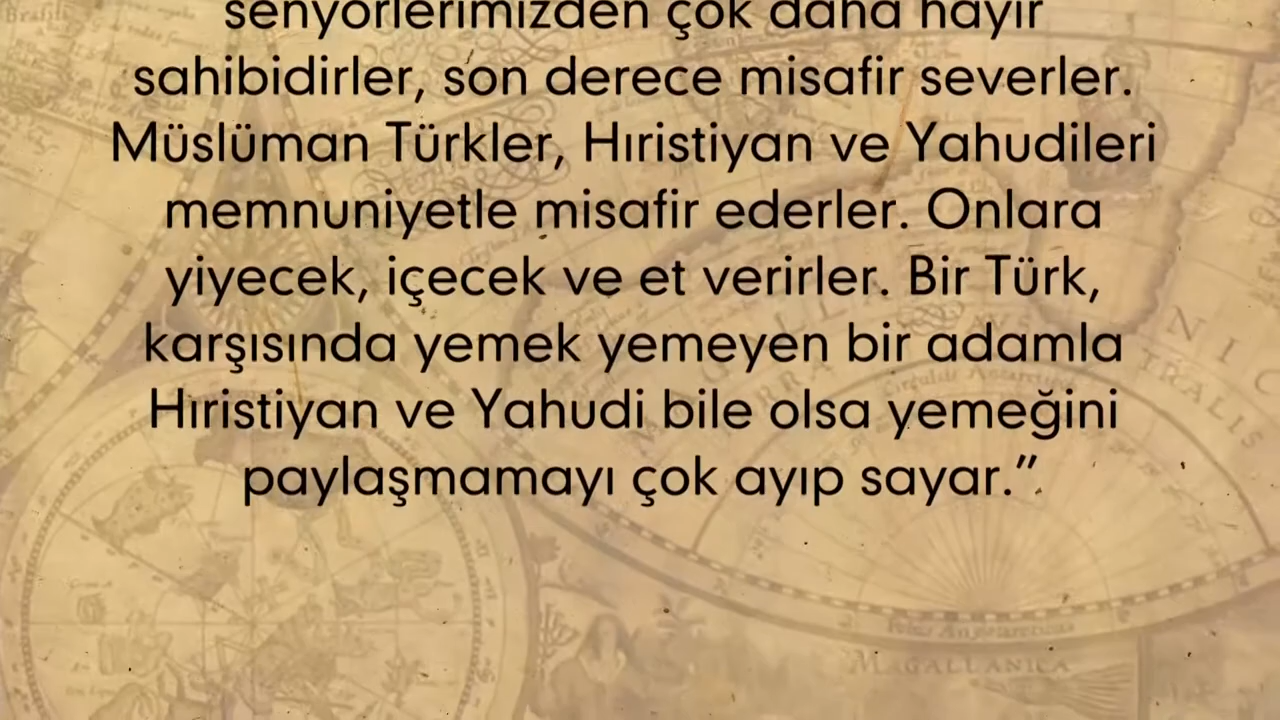 senyörlerimizden çok daha hayır
sahibidirler, son derece misafir severler.
Müslüman Türkler, Hıristiyan ve Yahudileri
memnuniyetle misafir ederler. Onlara
yiyecek, içecek ve et verirler. Bir Türk,
karşısında yemek yemeyen bir adamla
Hıristiyan ve Yahudi bile olsa yemeğini
paylaşmamayı çok ayıp sayar.”
MAGALLANICA